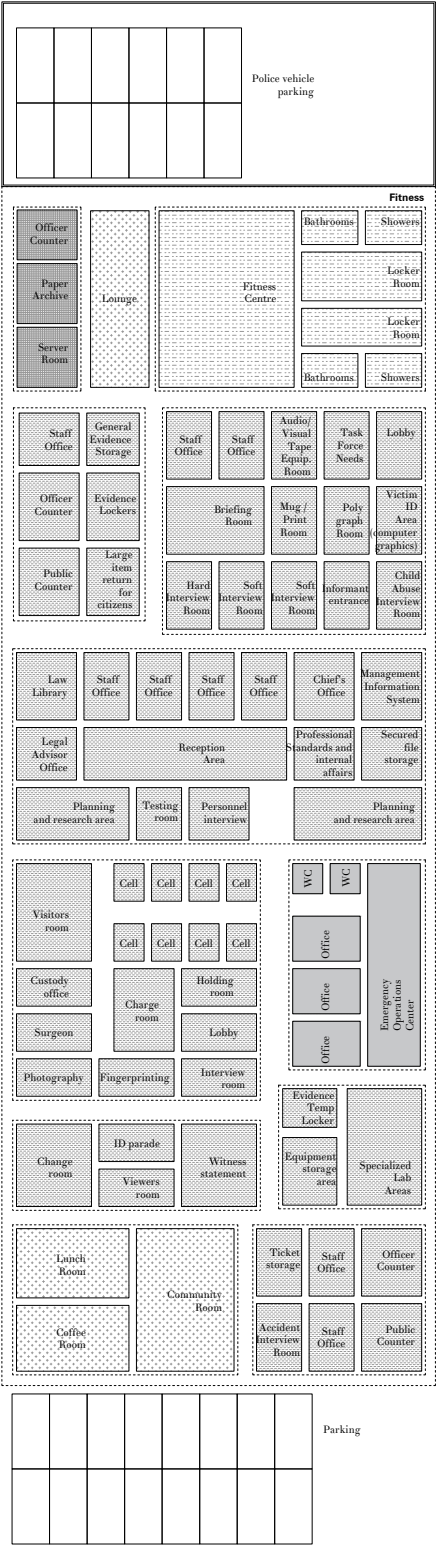 Police vehicle
parking
Fitness
Officer
Counter
Paper
Archive
Server
Room
Lounge
Fitness
Centre
Bathrooms
Showers
Locker
Room
Locker
Room
Bathrooms
Showers
Staff
Office
General
Evidence
Storage
Officer
Counter
Evidence
Lockers
Public
Counter
Large
item
return
for
citizens
Staff
Office
Staff
Office
Audio/
Visual
Tape
Equip.
Room
Task
Force
Needs
Lobby
Briefing
Room
Mug /
Print
Room
Poly
graph
Room
Victim
ID
Area
(computer
graphics)
Hard
Interview
Room
Soft
Interview
Room
Soft
Interview
Room
Informant
entrance
Child
Abuse
Interview
Room
Law
Library
Staff
Office
Staff
Office
Staff
Office
Staff
Office
Chief's
Office
Management
Information
System
Legal
Advisor
Office
Reception
Area
Professional
Standards and
internal
affairs
Secured
file
storage
Planning
and research area
Testing
room
Personnel
interview
Planning
and research area
Visitors
room
Cell
Cell
Cell
Cell
Cell
Cell
Cell
Cell
Custody
office
Charge
room
Holding
room
Surgeon
Lobby
Photography
Fingerprinting
Interview
room
WC
WC
Office
Office
Office
Emergency
Operations
Center
Evidence
Temp
Locker
Equipment
storage
area
Specialized
Lab
Areas
Change
room
ID parade
Viewers
room
Witness
statement
Lunch
Room
Coffee
Room
Community
Room
Ticket
storage
Staff
Office
Officer
Counter
Accident
Interview
Room
Staff
Office
Public
Counter
Parking